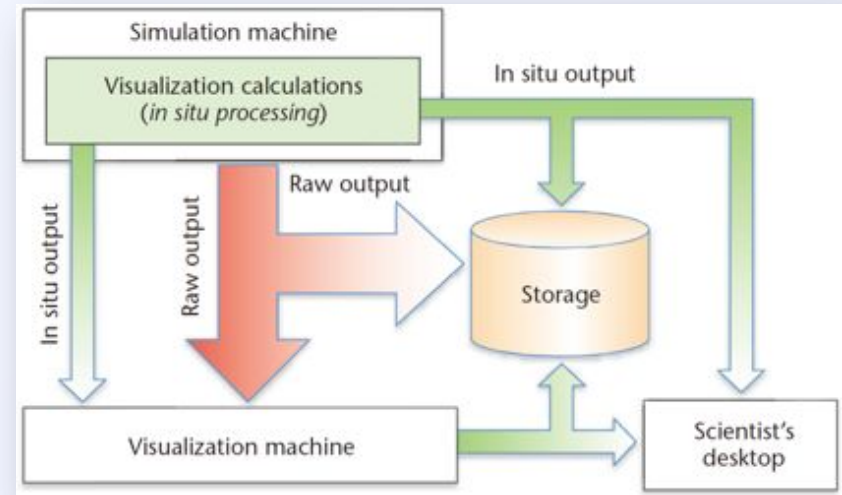 Simulation machine
Visualization calculations
(in situ processing)
In situ output
Raw output
Raw output
In situ output
Storage
Visualization machine
Scientist's
desktop